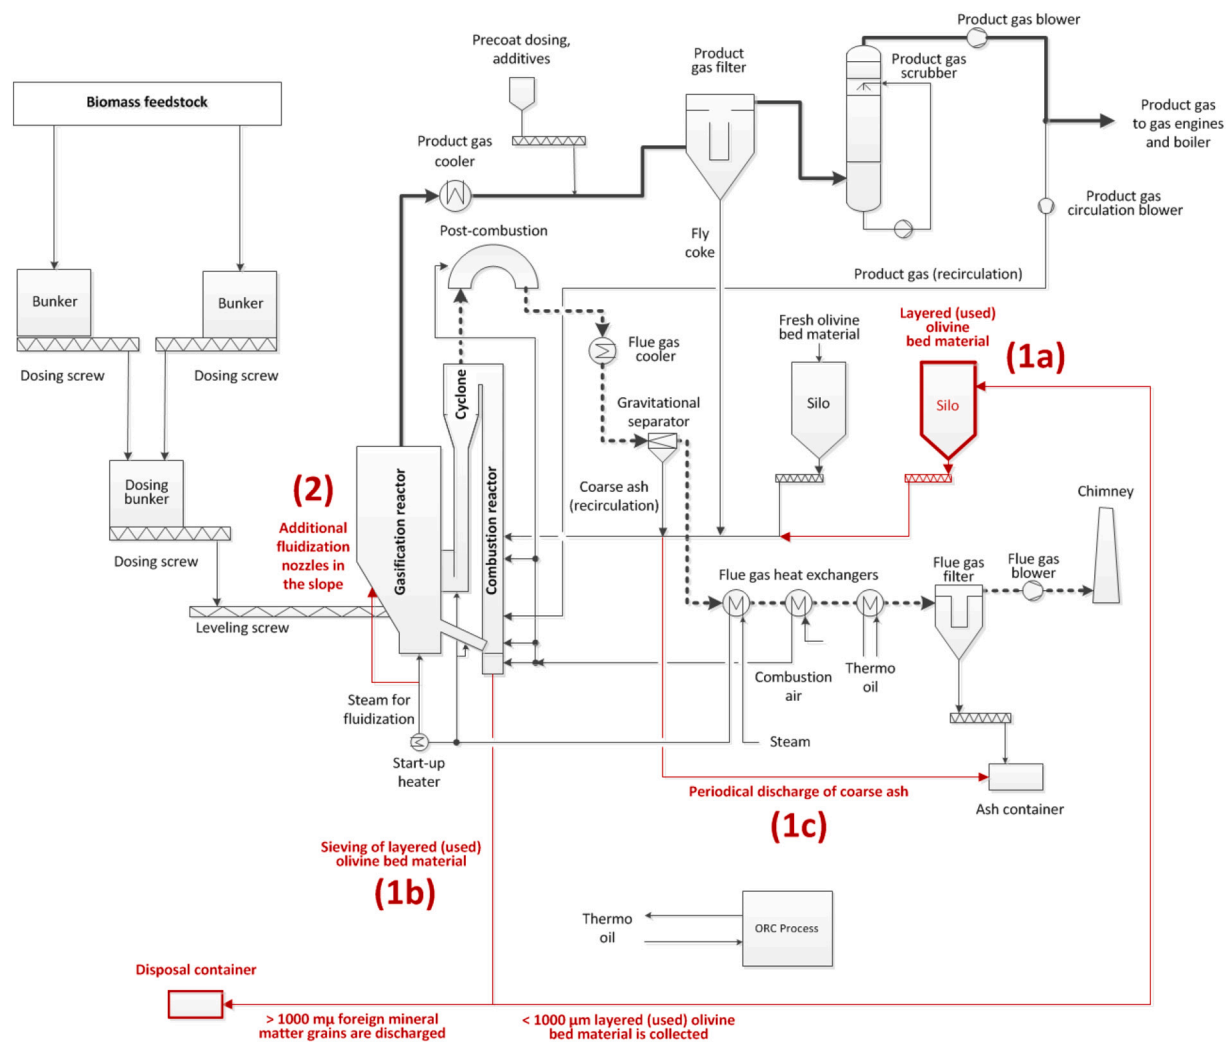 Product gas blower
Precoat dosing,
additives
Product
gas filter
Product gas
scrubber
Biomass feedstock
Product gas
to gas engines
and boiler
Product gas
cooler
Product gas
circulation blower
Post-combustion
Fly
coke
Product gas (recirculation)
Bunker
Bunker
Fresh olivine
bed material
Layered (used)
olivine
bed material
(1a)
Flue gas
cooler
Dosing screw
Dosing screw
Cyclone
Gravitational
separator
Silo
Silo
Dosing
bunker
(2)
Additional
fluidization
nozzles in
the slope
Gasification reactor
Combustion reactor
Coarse ash
(recirculation)
Chimney
Dosing screw
Flue gas heat exchangers
Flue gas
filter
Flue gas
blower
Leveling screw
Combustion
air
Thermo
oil
Steam for
fluidization
Steam
Start-up
heater
Periodical discharge of coarse ash
(1c)
Ash container
Sieving of layered (used)
olivine bed material
(1b)
Thermo
oil
ORC Process
Disposal container
> 1000 mµ foreign mineral
matter grains are discharged
< 1000 µm layered (used) olivine
bed material is collected